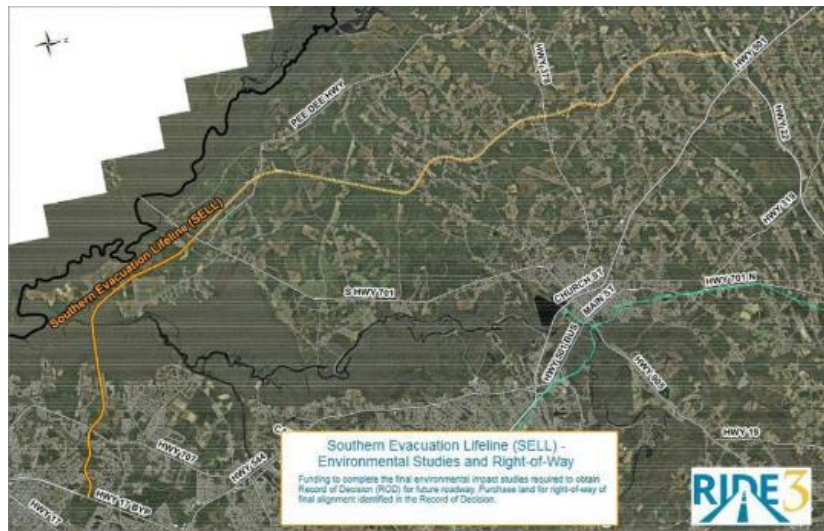 HWY 501
HWY 378
PEE DEE HWY
HWY 22
HWY 319
Southern Evacuation Lifeline (SELL)
S HWY 701
CHURCH ST
MAIN ST
HWY 701 N
HWY 501 BUS
HWY 905
HWY 19
HWY 707
HWY 544
HWY 17 BYP
HWY 17
Southern Evacuation Lifeline (SELL) -
Environmental Studies and Right-of-Way
Funding to complete the final environmental impact studies required to obtain
Record of Decision (ROD) for future roadway. Purchase land for right-of-way of
final alignment identified in the Record of Decision.
RIDE 3